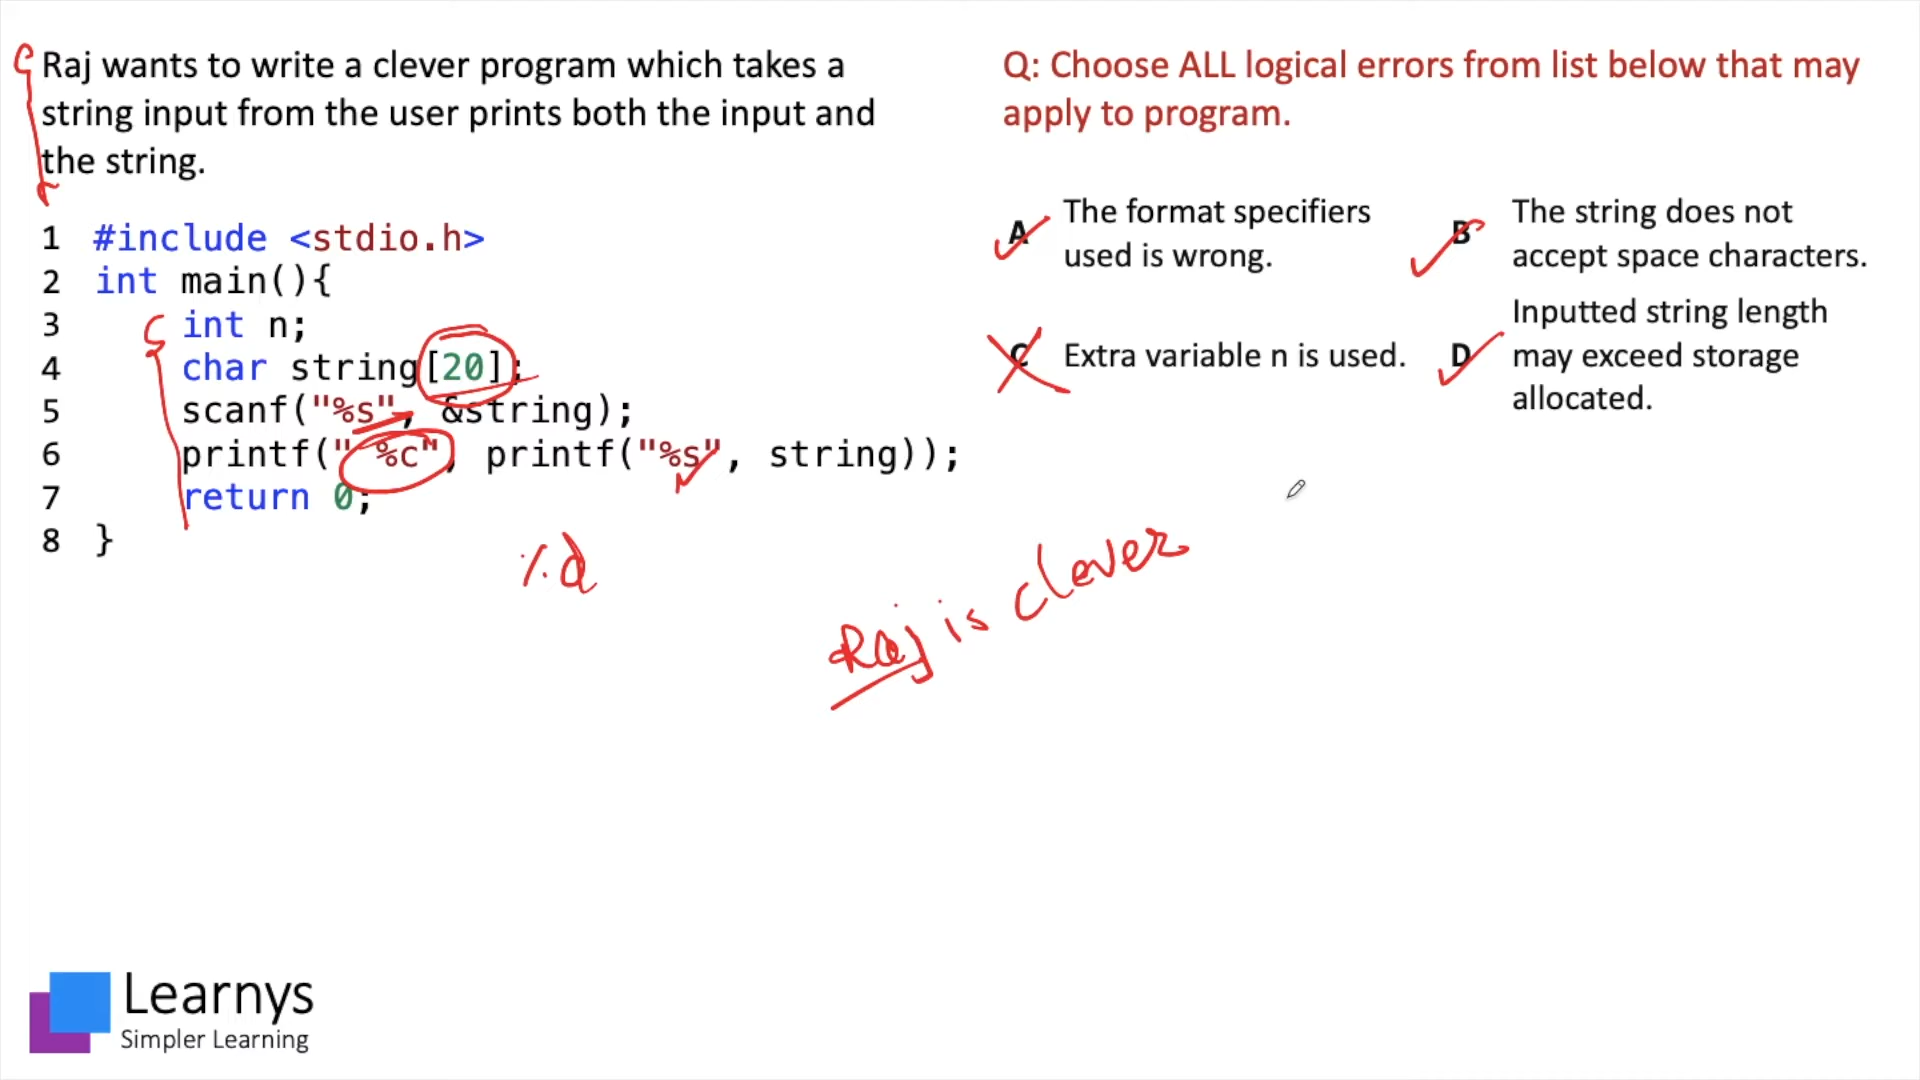 Raj wants to write a clever program which takes a
string input from the user prints both the input and
the string.
1 #include <stdio.h>
2 int main(){
3 int n;
4 char string[20];
5 scanf("%s", &string);
6 printf(" %c", printf("%s", string));
7 return 0;
8 }
%d
Raj is clever
Q: Choose ALL logical errors from list below that may
apply to program.
A The format specifiers
used is wrong.
B The string does not
accept space characters.
C Extra variable n is used.
D Inputted string length
may exceed storage
allocated.
Learnys
Simpler Learning